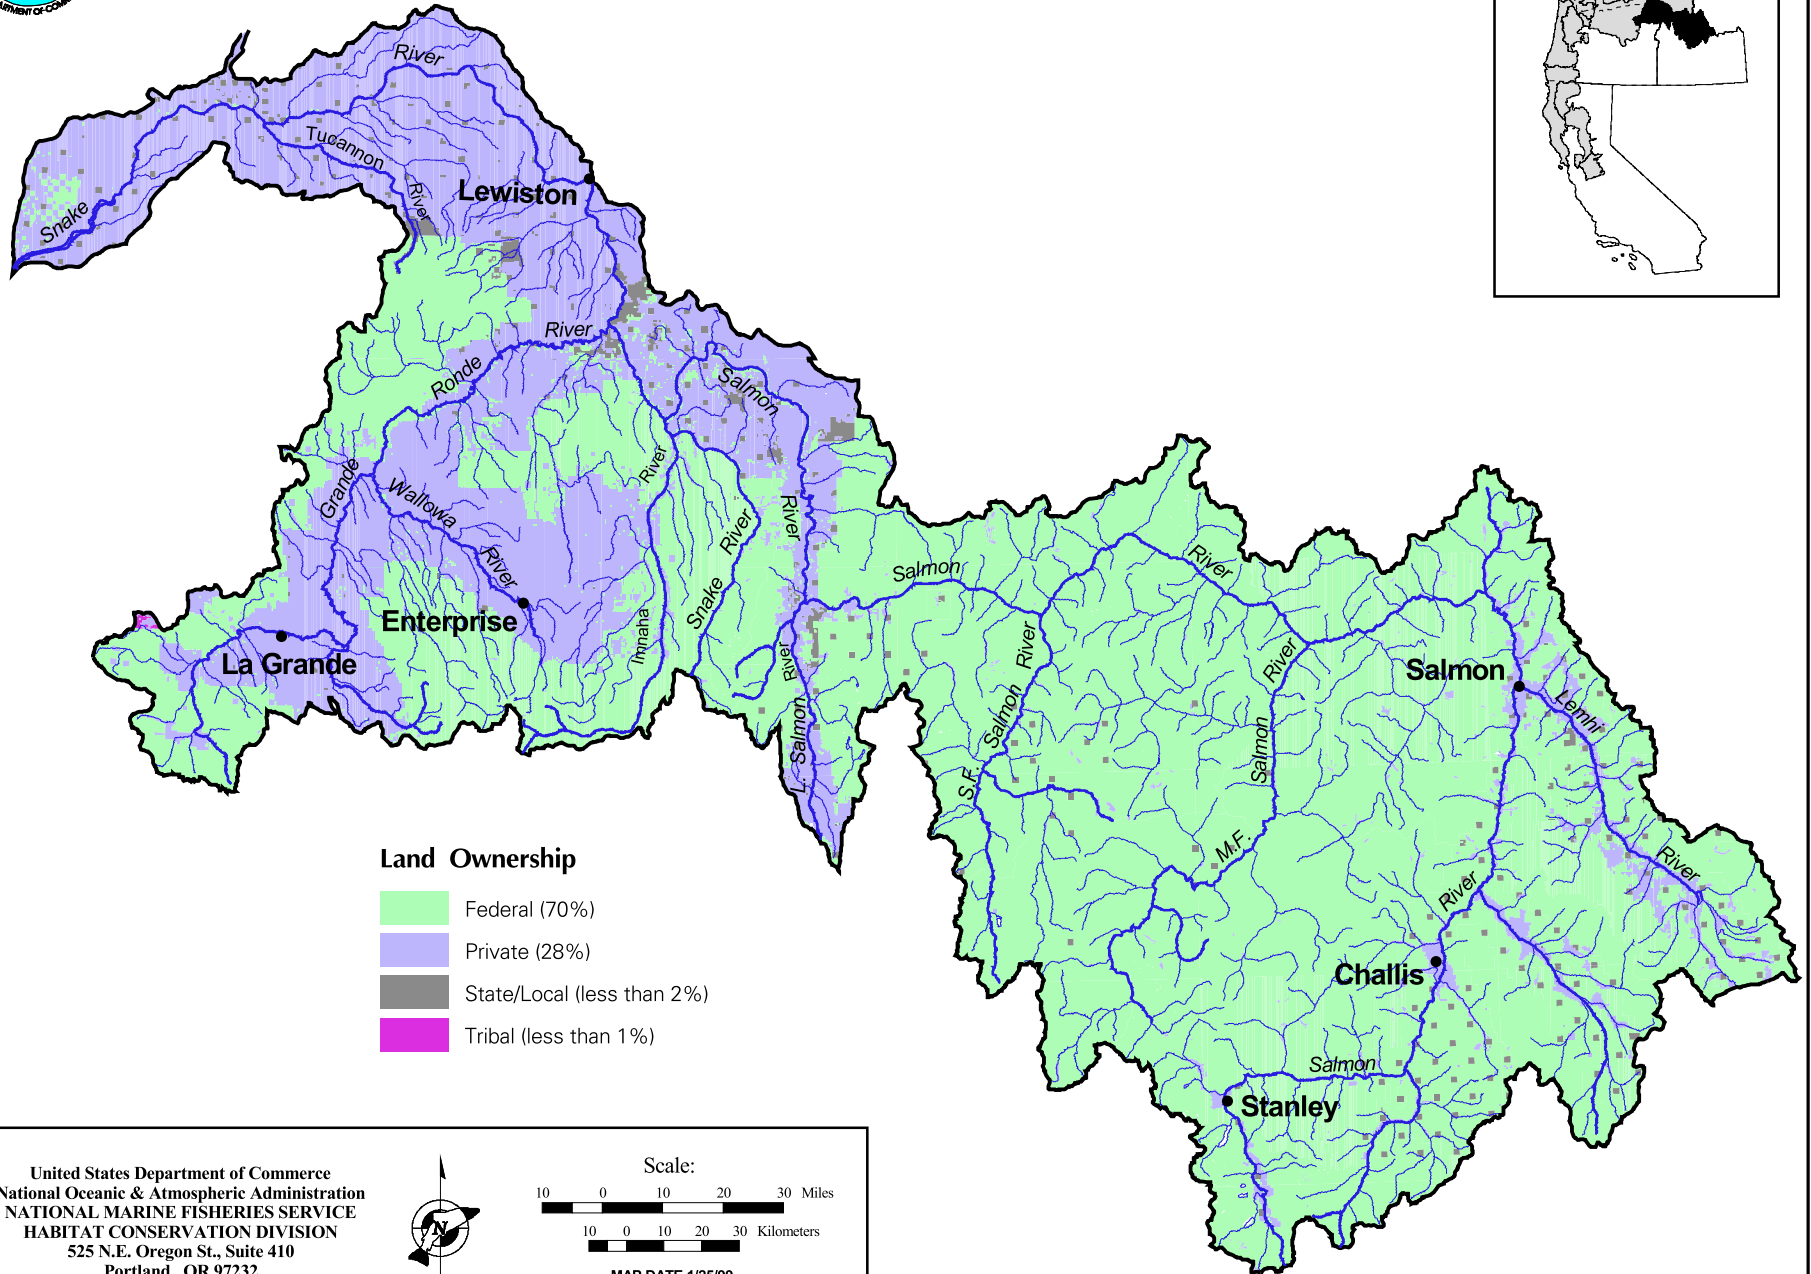 River
Tucannon
River
Lewiston
Snake
River
Ronde
Salmon
Grande
Wallowa
River
River
River
River
Snake
Imnaha
Enterprise
La Grande
Salmon
River
River
L. Salmon
River
Salmon
S.F.
River
Salmon
M.F.
Salmon
Lemhi
River
River
Challis
Salmon
Stanley
Land Ownership
Federal (70%)
Private (28%)
State/Local (less than 2%)
Tribal (less than 1%)
United States Department of Commerce
National Oceanic & Atmospheric Administration
NATIONAL MARINE FISHERIES SERVICE
HABITAT CONSERVATION DIVISION
525 N.E. Oregon St., Suite 410
Portland, OR 97232
N
Scale:
10 0 10 20 30 Miles
10 0 10 20 30 Kilometers